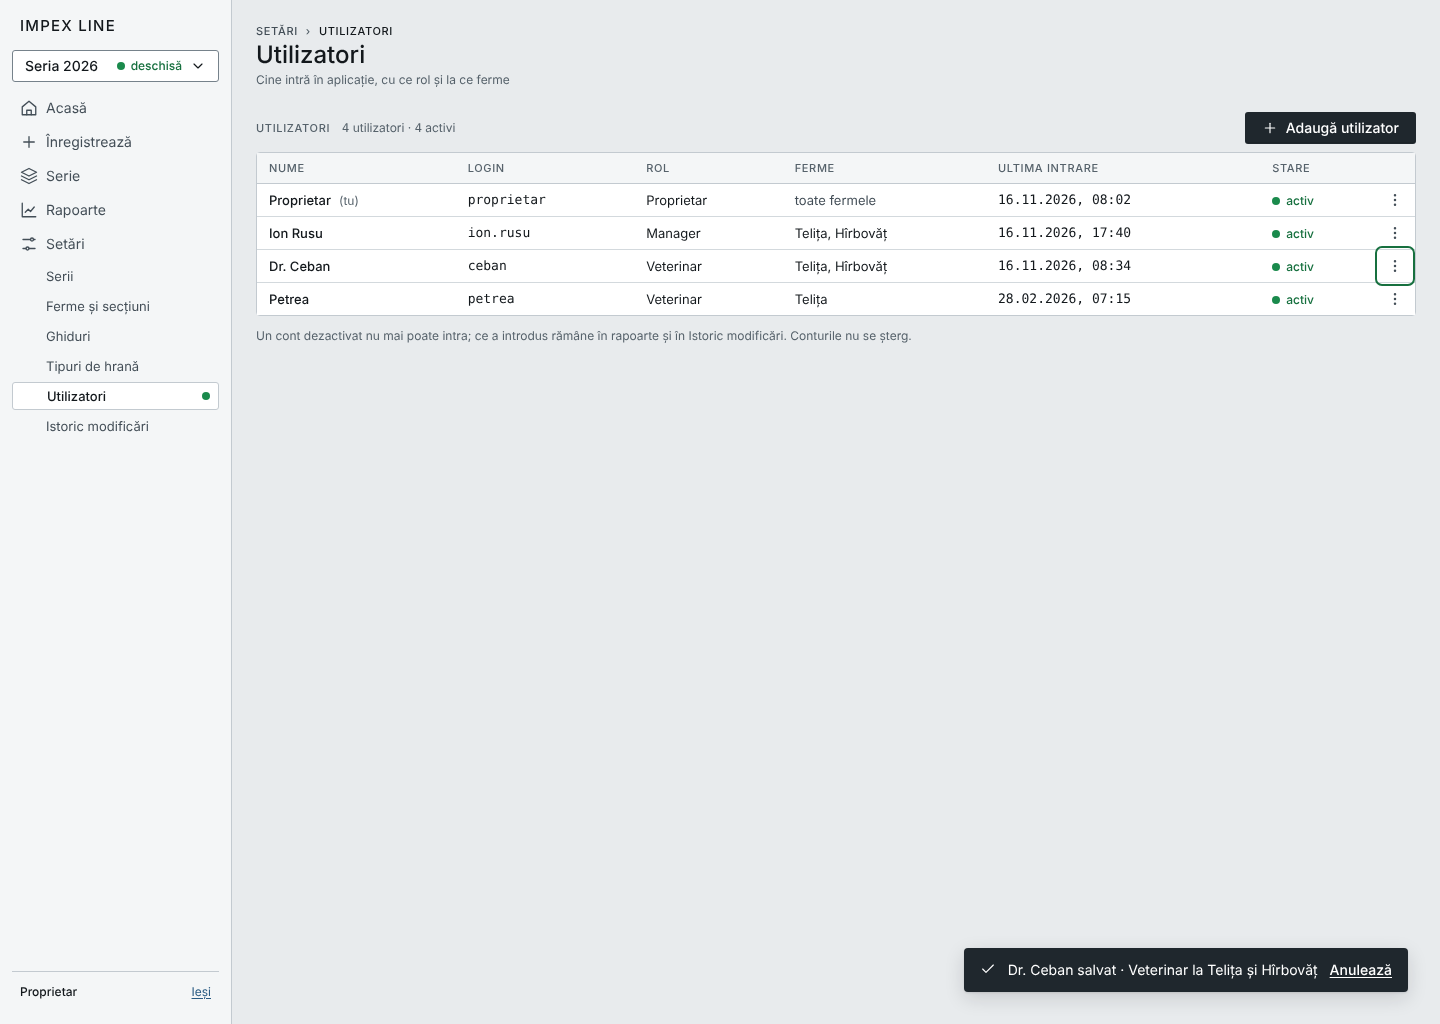 IMPEX LINE
Seria 2026 deschisă
Acasă
Înregistrează
Serie
Rapoarte
Setări
Serii
Ferme și secțiuni
Ghiduri
Tipuri de hrană
Utilizatori
Istoric modificări
Proprietar Ieși
SETĂRI › UTILIZATORI
Utilizatori
Cine intră în aplicație, cu ce rol și la ce ferme
UTILIZATORI 4 utilizatori · 4 activi
+ Adaugă utilizator
NUME LOGIN ROL FERME ULTIMA INTRARE STARE
Proprietar (tu) proprietar Proprietar toate fermele 16.11.2026, 08:02 activ
Ion Rusu ion.rusu Manager Telița, Hîrbovăț 16.11.2026, 17:40 activ
Dr. Ceban ceban Veterinar Telița, Hîrbovăț 16.11.2026, 08:34 activ
Petrea petrea Veterinar Telița 28.02.2026, 07:15 activ
Un cont dezactivat nu mai poate intra; ce a introdus rămâne în rapoarte și în Istoric modificări. Conturile nu se șterg.
Dr. Ceban salvat · Veterinar la Telița și Hîrbovăț Anulează